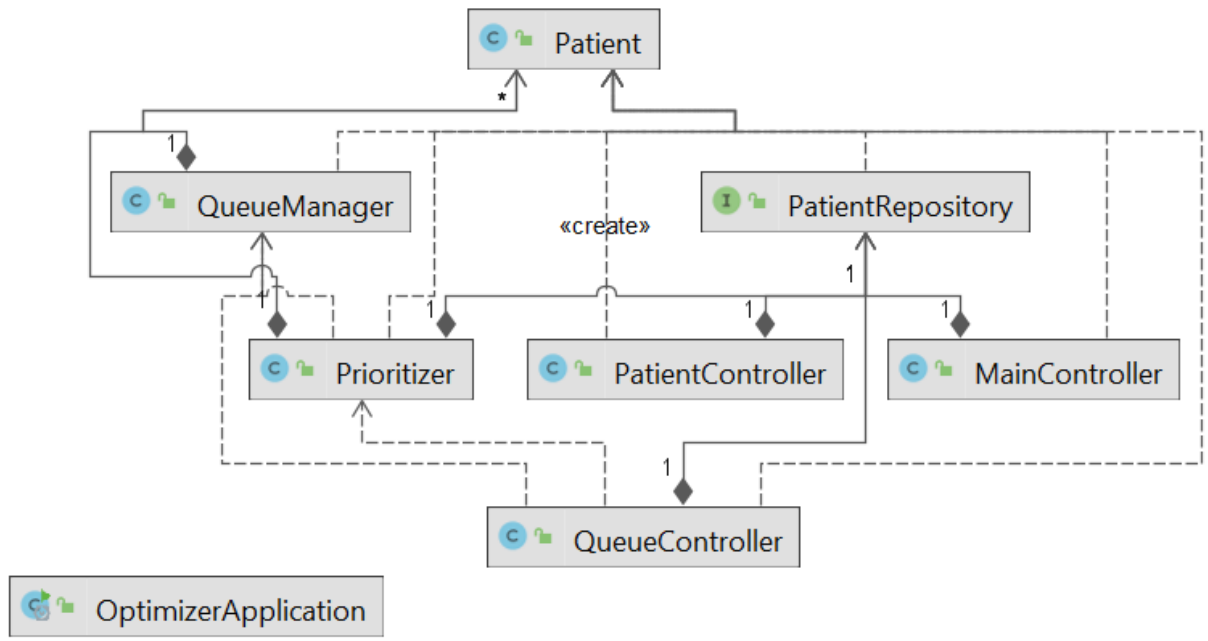 C Patient
*
1
C QueueManager
I PatientRepository
«create»
1
1
1
1
1
C Prioritizer
C PatientController
C MainController
1
C QueueController
C OptimizerApplication